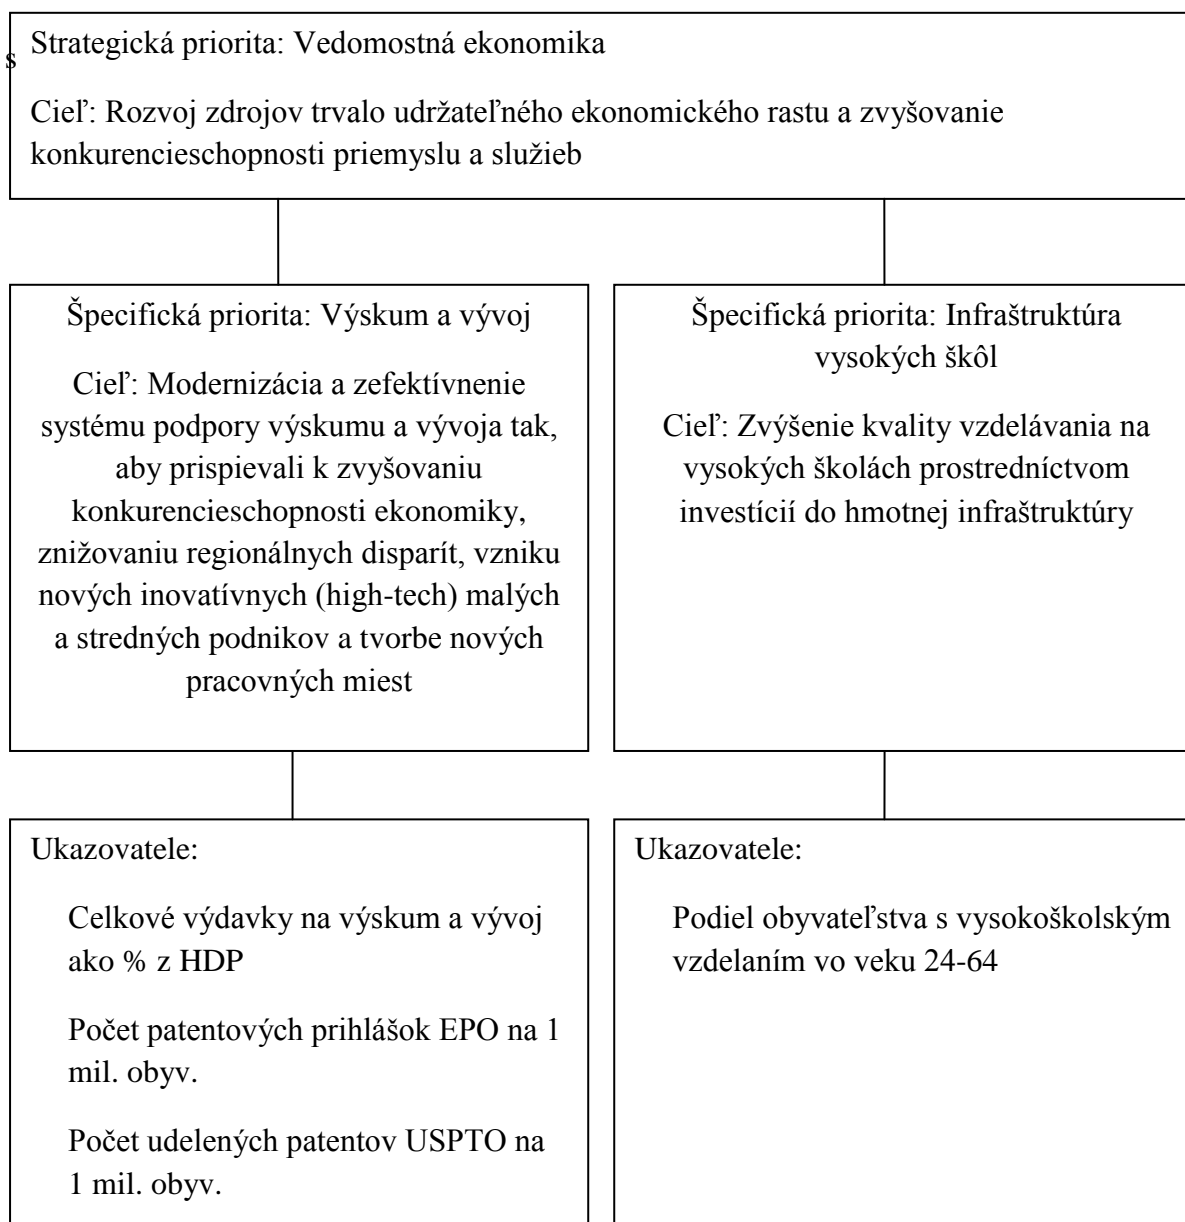 s
Strategická priorita: Vedomostná ekonomika
Cieľ: Rozvoj zdrojov trvalo udržateľného ekonomického rastu a zvyšovanie
konkurencieschopnosti priemyslu a služieb
Špecifická priorita: Výskum a vývoj
Cieľ: Modernizácia a zefektívnenie
systému podpory výskumu a vývoja tak,
aby prispievali k zvyšovaniu
konkurencieschopnosti ekonomiky,
znižovaniu regionálnych disparít, vzniku
nových inovatívnych (high-tech) malých
a stredných podnikov a tvorbe nových
pracovných miest
Špecifická priorita: Infraštruktúra
vysokých škôl
Cieľ: Zvýšenie kvality vzdelávania na
vysokých školách prostredníctvom
investícií do hmotnej infraštruktúry
Ukazovatele:
Celkové výdavky na výskum a vývoj
ako % z HDP
Počet patentových prihlášok EPO na 1
mil. obyv.
Počet udelených patentov USPTO na
1 mil. obyv.
Ukazovatele:
Podiel obyvateľstva s vysokoškolským
vzdelaním vo veku 24-64